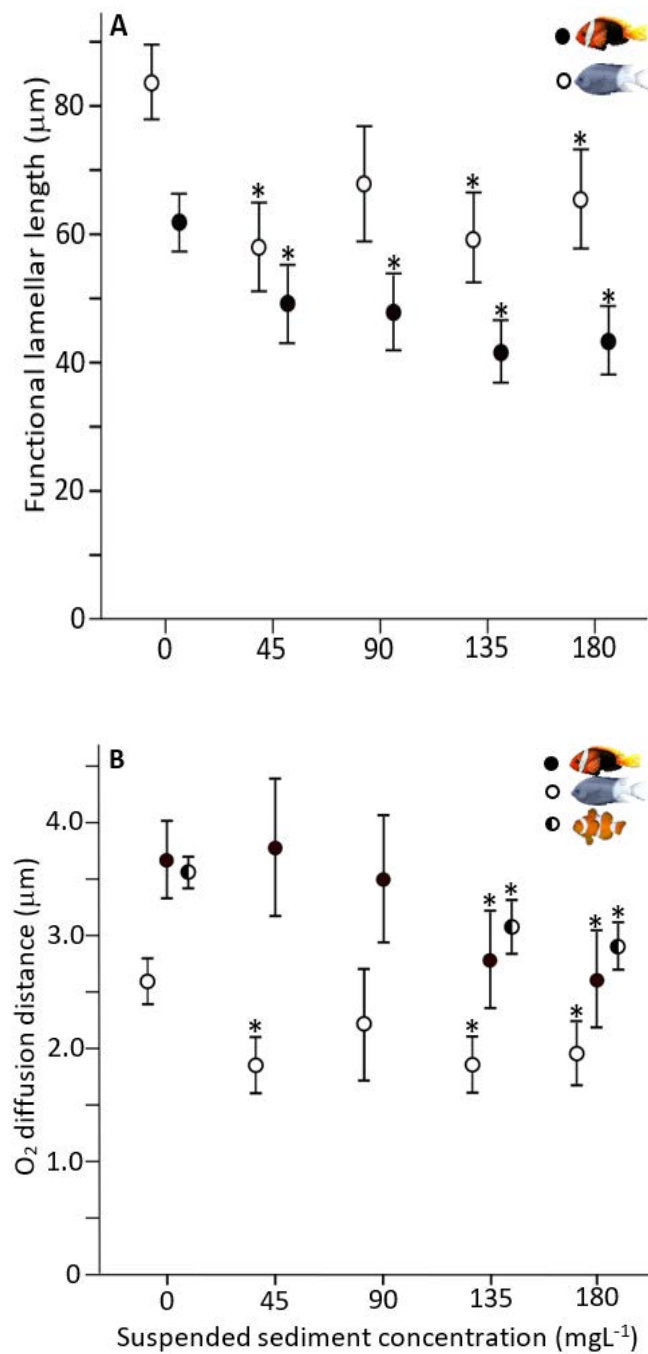 A
Functional lamellar length (μm)
80
60
40
20
0
* * * * * * *
0 45 90 135 180
B
O₂ diffusion distance (μm)
4.0
3.0
2.0
1.0
0
* * * * * * *
0 45 90 135 180
Suspended sediment concentration (mgL⁻¹)